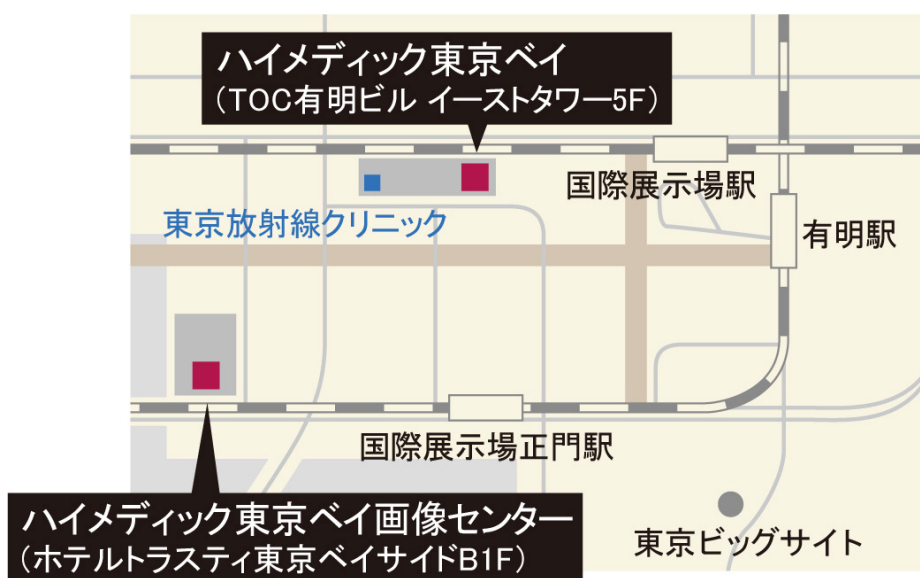 ハイメディック東京ベイ
（TOC有明ビル イーストタワー5F）
国際展示場駅
東京放射線クリニック
有明駅
国際展示場正門駅
ハイメディック東京ベイ画像センター
（ホテルトラスティ東京ベイサイドB1F）
東京ビッグサイト